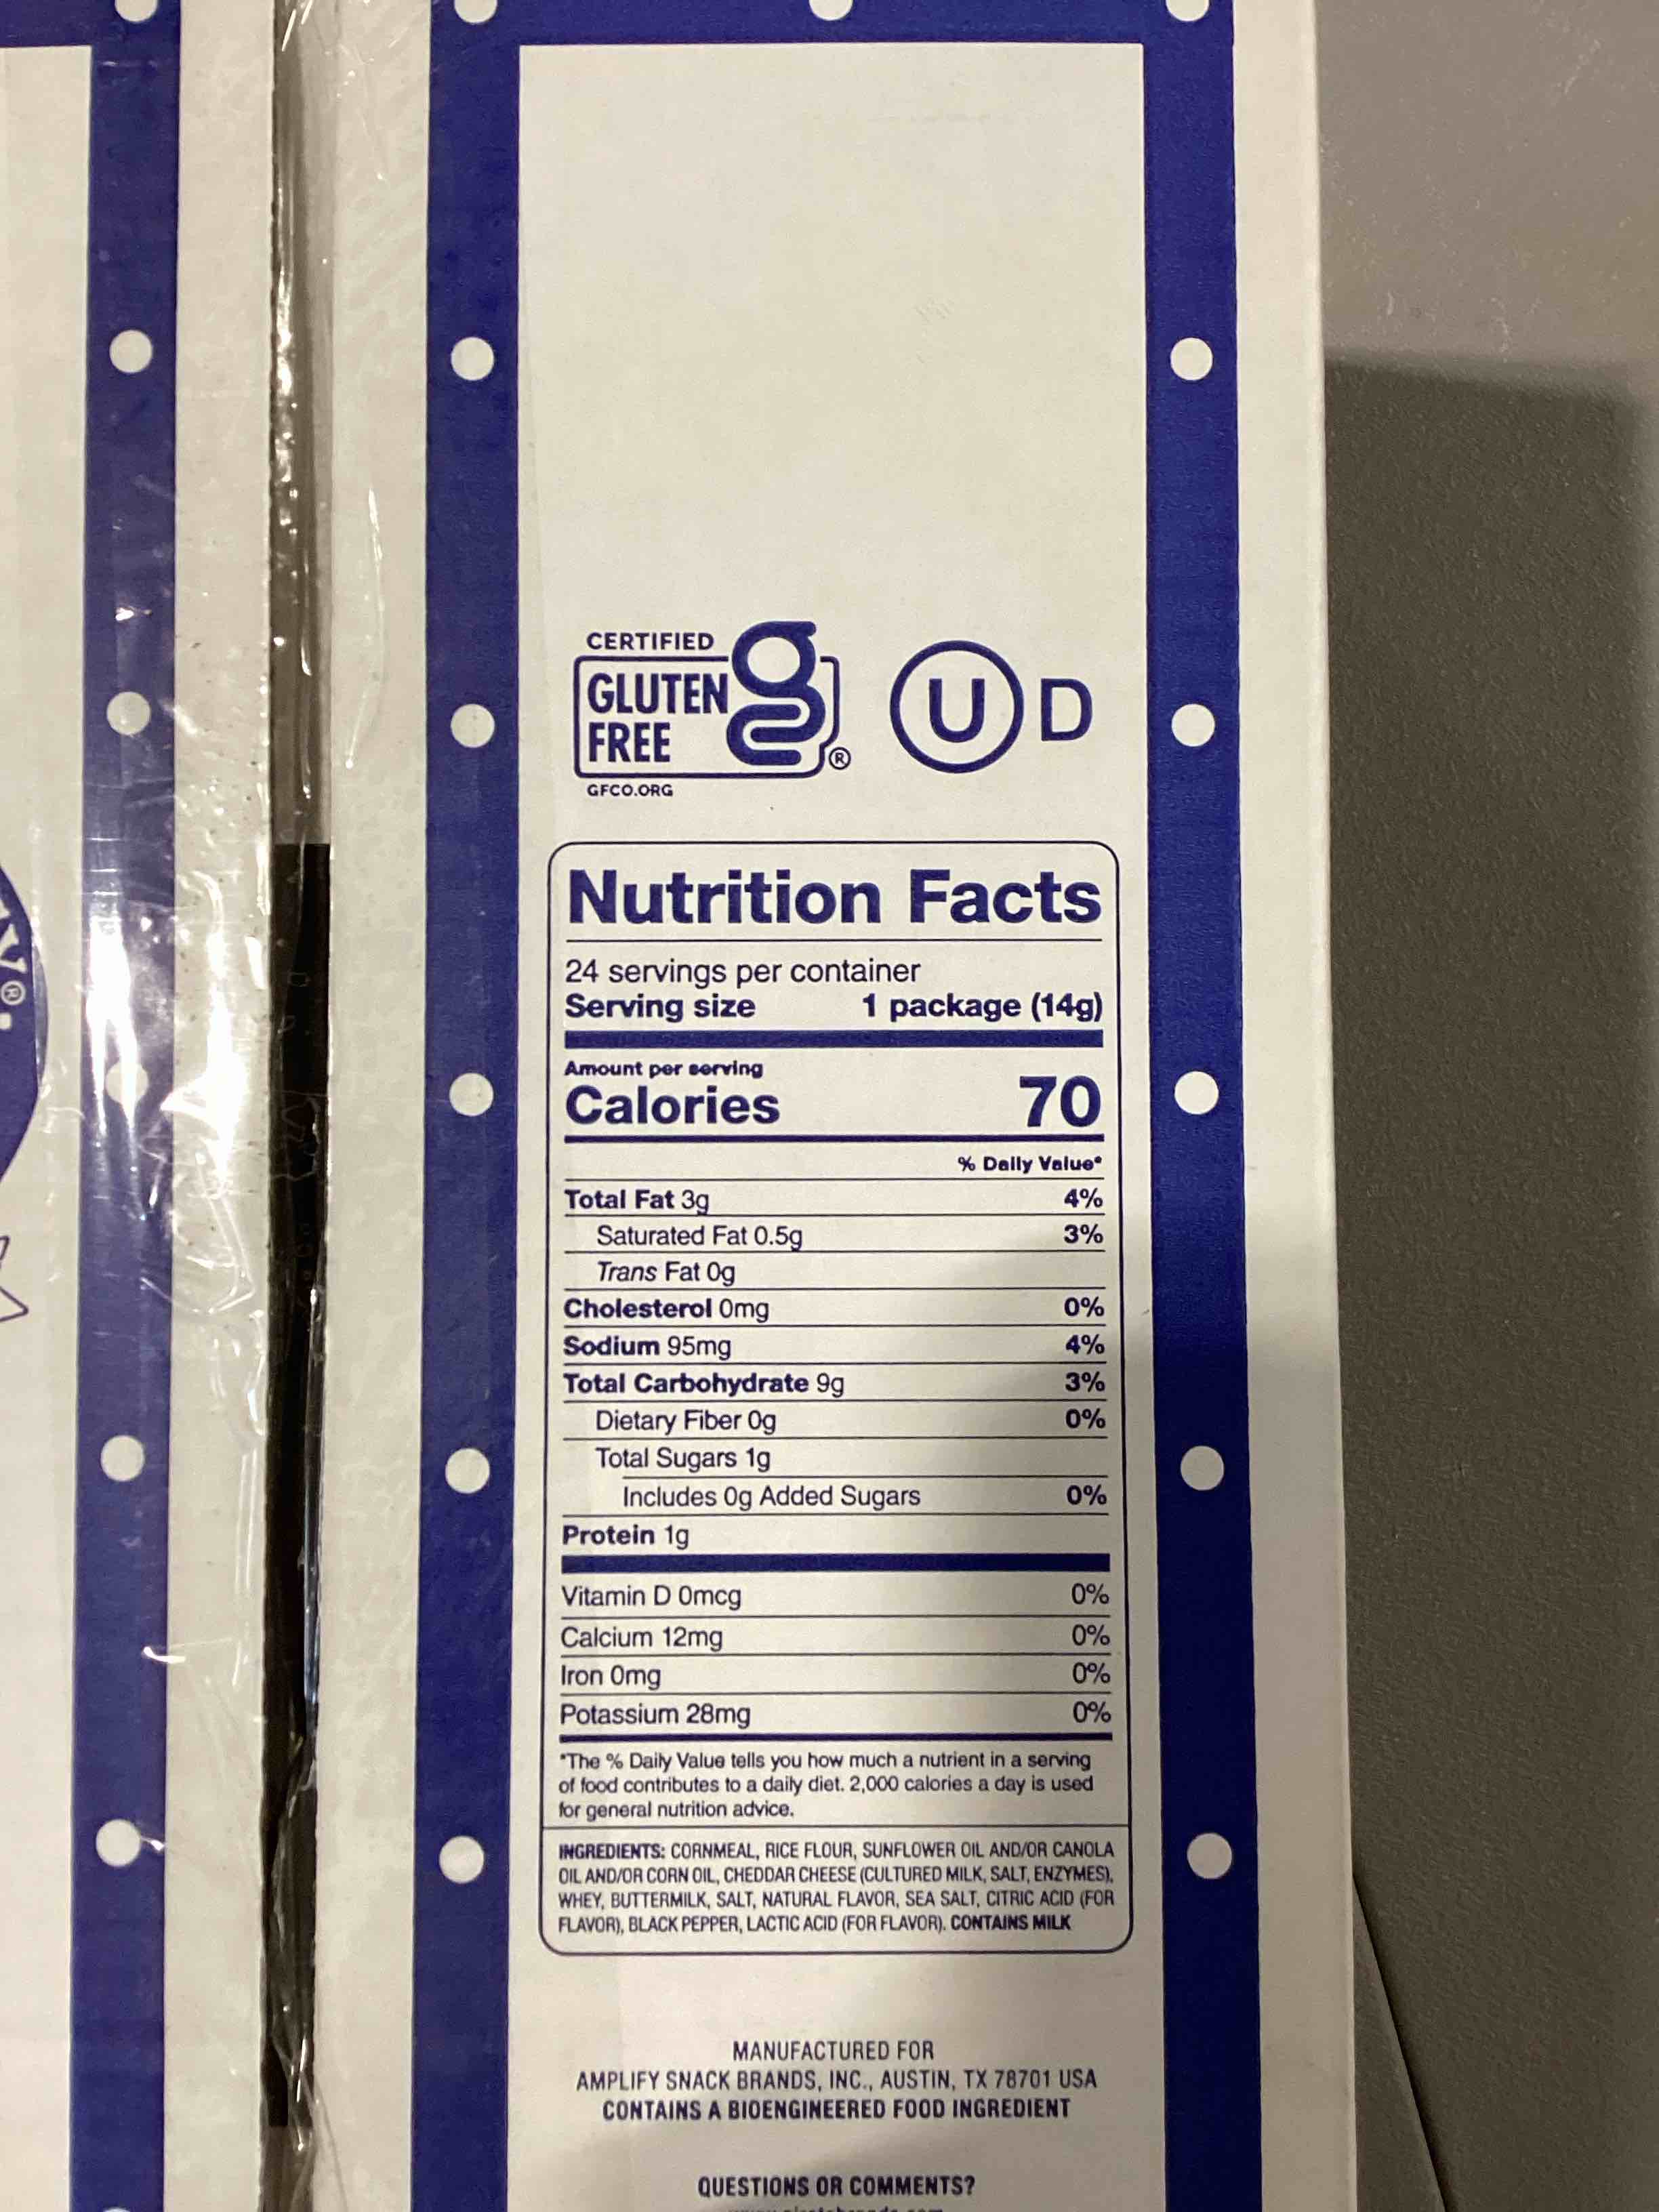 CERTIFIED
GLUTEN
FREE
g
®
GFCO.ORG
U D
Nutrition Facts
24 servings per container
Serving size 1 package (14g)
Amount per serving
Calories 70
% Daily Value*
Total Fat 3g 4%
Saturated Fat 0.5g 3%
Trans Fat 0g
Cholesterol 0mg 0%
Sodium 95mg 4%
Total Carbohydrate 9g 3%
Dietary Fiber 0g 0%
Total Sugars 1g
Includes 0g Added Sugars 0%
Protein 1g
Vitamin D 0mcg 0%
Calcium 12mg 0%
Iron 0mg 0%
Potassium 28mg 0%
*The % Daily Value tells you how much a nutrient in a serving
of food contributes to a daily diet. 2,000 calories a day is used
for general nutrition advice.
INGREDIENTS: CORNMEAL, RICE FLOUR, SUNFLOWER OIL AND/OR CANOLA
OIL AND/OR CORN OIL, CHEDDAR CHEESE (CULTURED MILK, SALT, ENZYMES),
WHEY, BUTTERMILK, SALT, NATURAL FLAVOR, SEA SALT, CITRIC ACID (FOR
FLAVOR), BLACK PEPPER, LACTIC ACID (FOR FLAVOR). CONTAINS MILK
MANUFACTURED FOR
AMPLIFY SNACK BRANDS, INC., AUSTIN, TX 78701 USA
CONTAINS A BIOENGINEERED FOOD INGREDIENT
QUESTIONS OR COMMENTS?